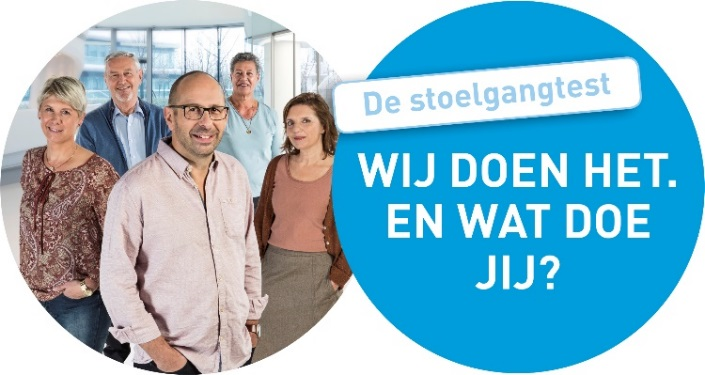 De stoelgangtest
WIJ DOEN HET.
EN WAT DOE
JIJ?